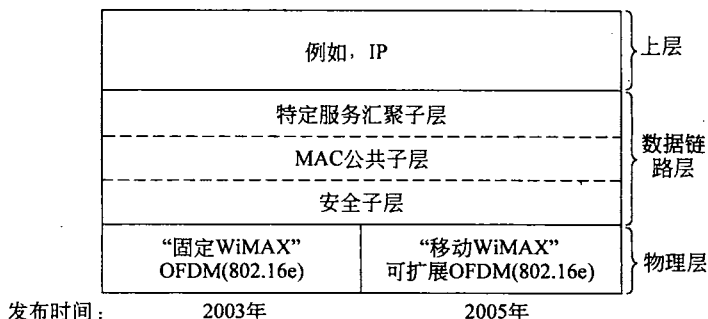 例如，IP
上层
特定服务汇聚子层
MAC公共子层
安全子层
数据链
路层
“固定WiMAX”
OFDM(802.16e)
“移动WiMAX”
可扩展OFDM(802.16e)
物理层
发布时间：
2003年
2005年